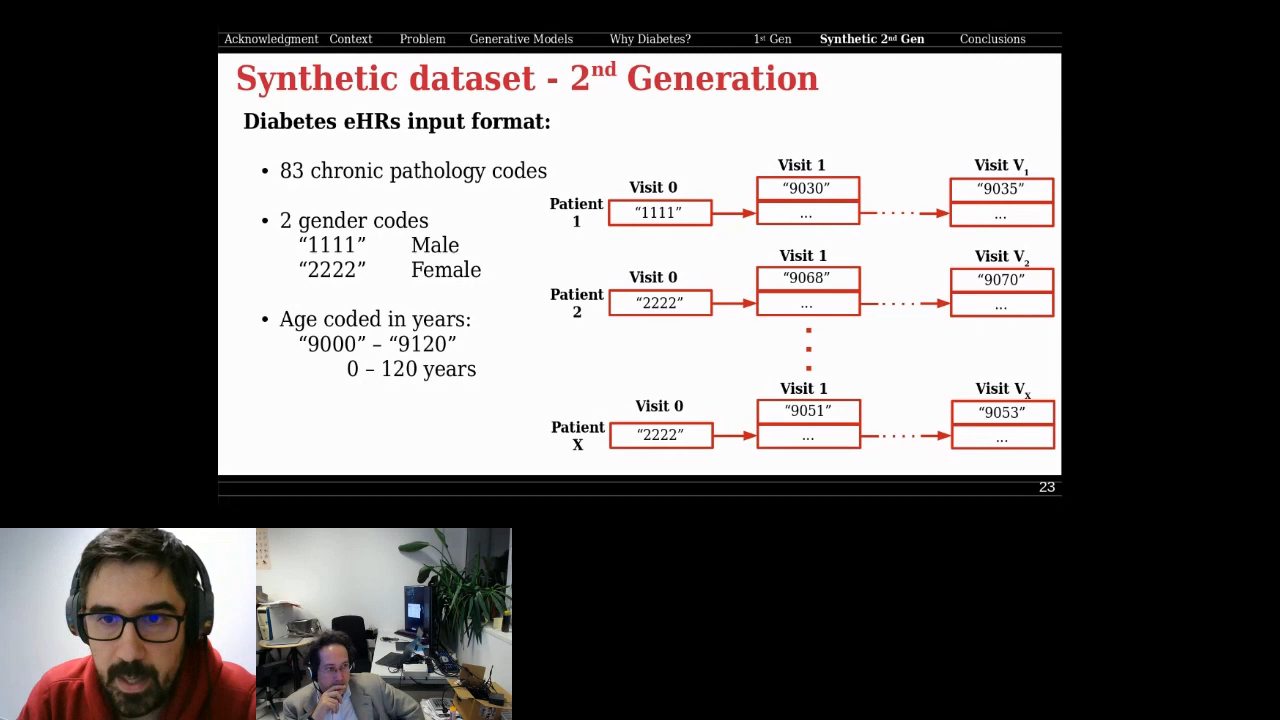 Acknowledgment Context Problem Generative Models Why Diabetes? 1st Gen Synthetic 2nd Gen Conclusions
Synthetic dataset - 2nd Generation
Diabetes eHRs input format:
• 83 chronic pathology codes
• 2 gender codes
“1111” Male
“2222” Female
• Age coded in years:
“9000” – “9120”
0 – 120 years
Visit 0 Visit 1 Visit V1
Patient 1 “1111” “9030” ... “9035” ...
Visit 0 Visit 1 Visit V2
Patient 2 “2222” “9068” ... “9070” ...
Visit 0 Visit 1 Visit VX
Patient X “2222” “9051” ... “9053” ...
23